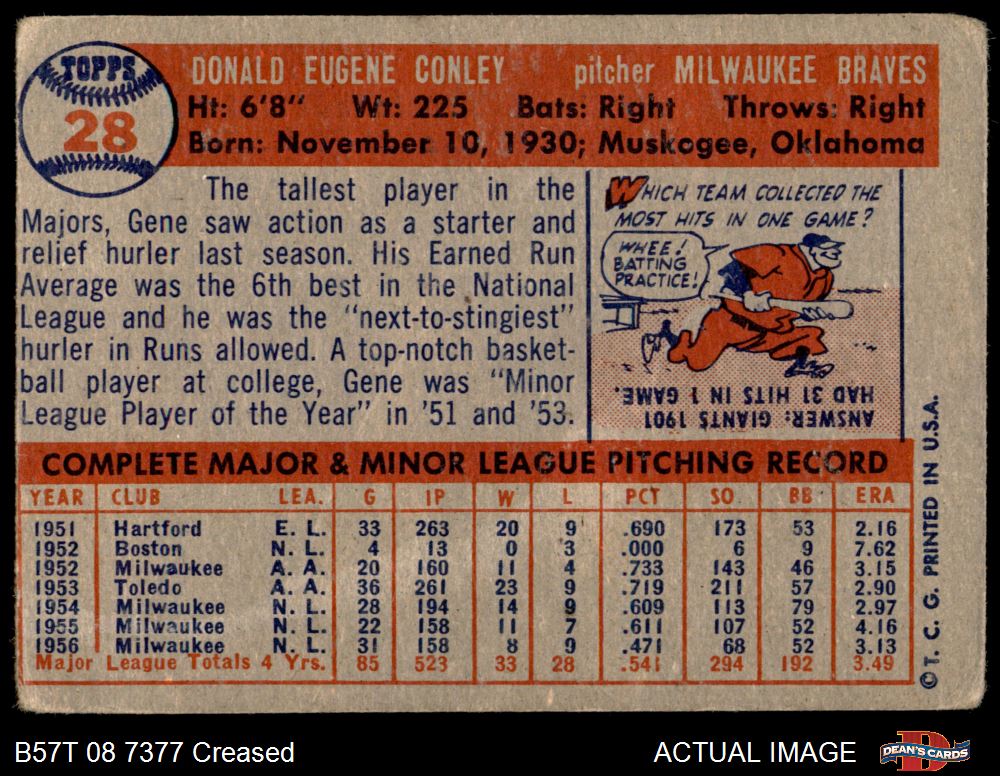 TOPPS
28
DONALD EUGENE CONLEY pitcher MILWAUKEE BRAVES
Ht: 6'8" Wt: 225 Bats: Right Throws: Right
Born: November 10, 1930; Muskogee, Oklahoma
The tallest player in the
Majors, Gene saw action as a starter and
relief hurler last season. His Earned Run
Average was the 6th best in the National
League and he was the "next-to-stingiest"
hurler in Runs allowed. A top-notch basket-
ball player at college, Gene was "Minor
League Player of the Year" in '51 and '53.
WHICH TEAM COLLECTED THE
MOST HITS IN ONE GAME?
WHEE!
BATTING
PRACTICE!
ANSWER: GIANTS 1901
HAD 31 HITS IN 1 GAME.
COMPLETE MAJOR & MINOR LEAGUE PITCHING RECORD
YEAR CLUB LEA. G IP W L PCT SO BB ERA
1951 Hartford E. L. 33 263 20 9 .690 173 53 2.16
1952 Boston N. L. 4 13 0 3 .000 6 9 7.62
1952 Milwaukee A. A. 20 160 11 4 .733 143 46 3.15
1953 Toledo A. A. 36 261 23 9 .719 211 57 2.90
1954 Milwaukee N. L. 28 194 14 9 .609 113 79 2.97
1955 Milwaukee N. L. 22 158 11 7 .611 107 52 4.16
1956 Milwaukee N. L. 31 158 8 9 .471 68 52 3.13
Major League Totals 4 Yrs. 85 523 33 28 .541 294 192 3.49
© T. C. G. PRINTED IN U.S.A.
B57T 08 7377 Creased
ACTUAL IMAGE
DEAN'S CARDS